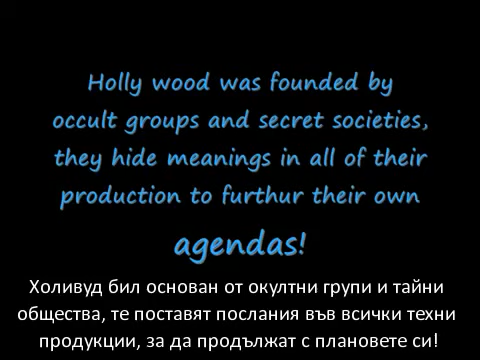 Holly wood was founded by
occult groups and secret societies,
they hide meanings in all of their
production to furthur their own
agendas!
Холивуд бил основан от окултни групи и тайни
общества, те поставят послания във всички техни
продукции, за да продължат с плановете си!